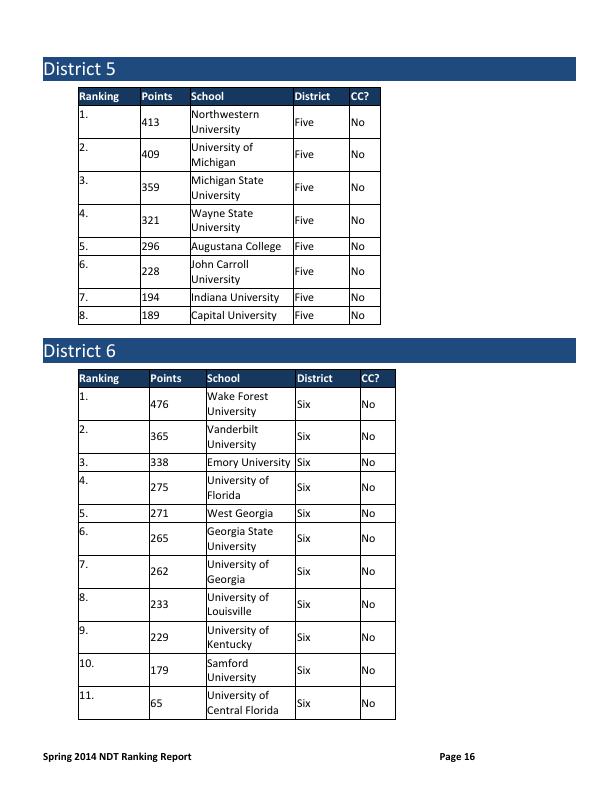 District 5
Ranking Points School District CC?
1. 413 Northwestern University Five No
2. 409 University of Michigan Five No
3. 359 Michigan State University Five No
4. 321 Wayne State University Five No
5. 296 Augustana College Five No
6. 228 John Carroll University Five No
7. 194 Indiana University Five No
8. 189 Capital University Five No
District 6
Ranking Points School District CC?
1. 476 Wake Forest University Six No
2. 365 Vanderbilt University Six No
3. 338 Emory University Six No
4. 275 University of Florida Six No
5. 271 West Georgia Six No
6. 265 Georgia State University Six No
7. 262 University of Georgia Six No
8. 233 University of Louisville Six No
9. 229 University of Kentucky Six No
10. 179 Samford University Six No
11. 65 University of Central Florida Six No
Spring 2014 NDT Ranking Report Page 16